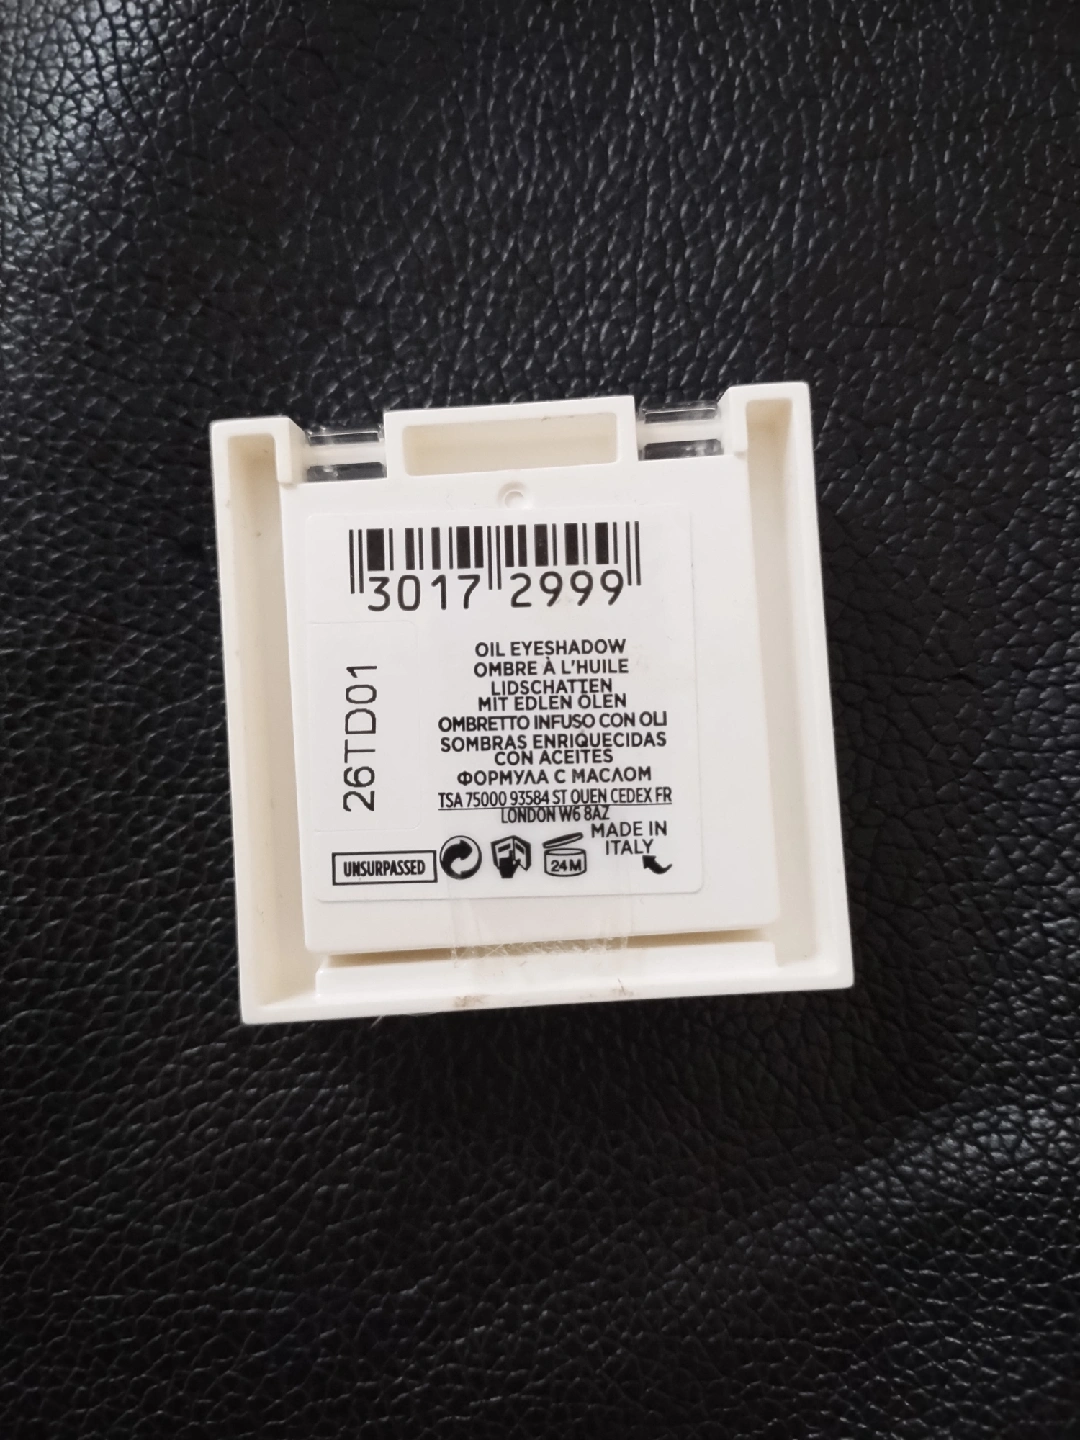 3017 2999
26TD01
OIL EYESHADOW
OMBRE À L'HUILE
LIDSCHATTEN
MIT EDLEN ÖLEN
OMBRETTO INFUSO CON OLI
SOMBRAS ENRIQUECIDAS
CON ACEITES
ФОРМУЛА С МАСЛОМ
TSA 75000 93584 ST OUEN CEDEX FR
LONDON W6 8AZ
MADE IN
ITALY
UNSURPASSED
24M